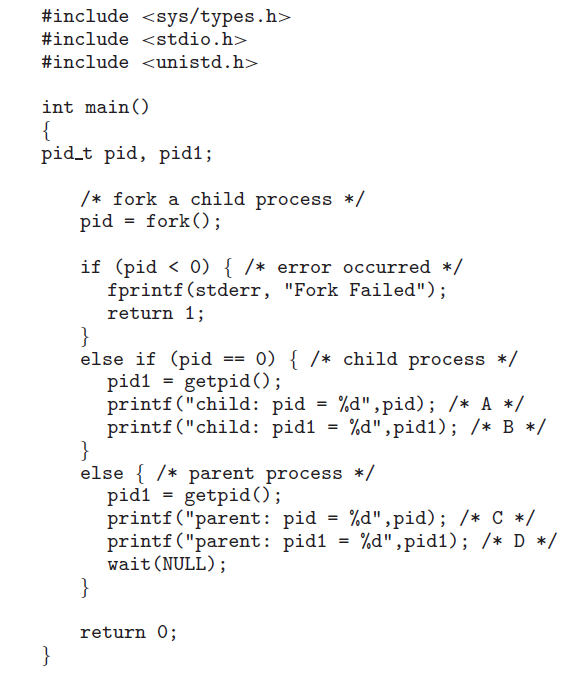 #include <sys/types.h>
#include <stdio.h>
#include <unistd.h>
int main()
{
pid_t pid, pid1;
/* fork a child process */
pid = fork();
if (pid < 0) { /* error occurred */
fprintf(stderr, "Fork Failed");
return 1;
}
else if (pid == 0) { /* child process */
pid1 = getpid();
printf("child: pid = %d",pid); /* A */
printf("child: pid1 = %d",pid1); /* B */
}
else { /* parent process */
pid1 = getpid();
printf("parent: pid = %d",pid); /* C */
printf("parent: pid1 = %d",pid1); /* D */
wait(NULL);
}
return 0;
}